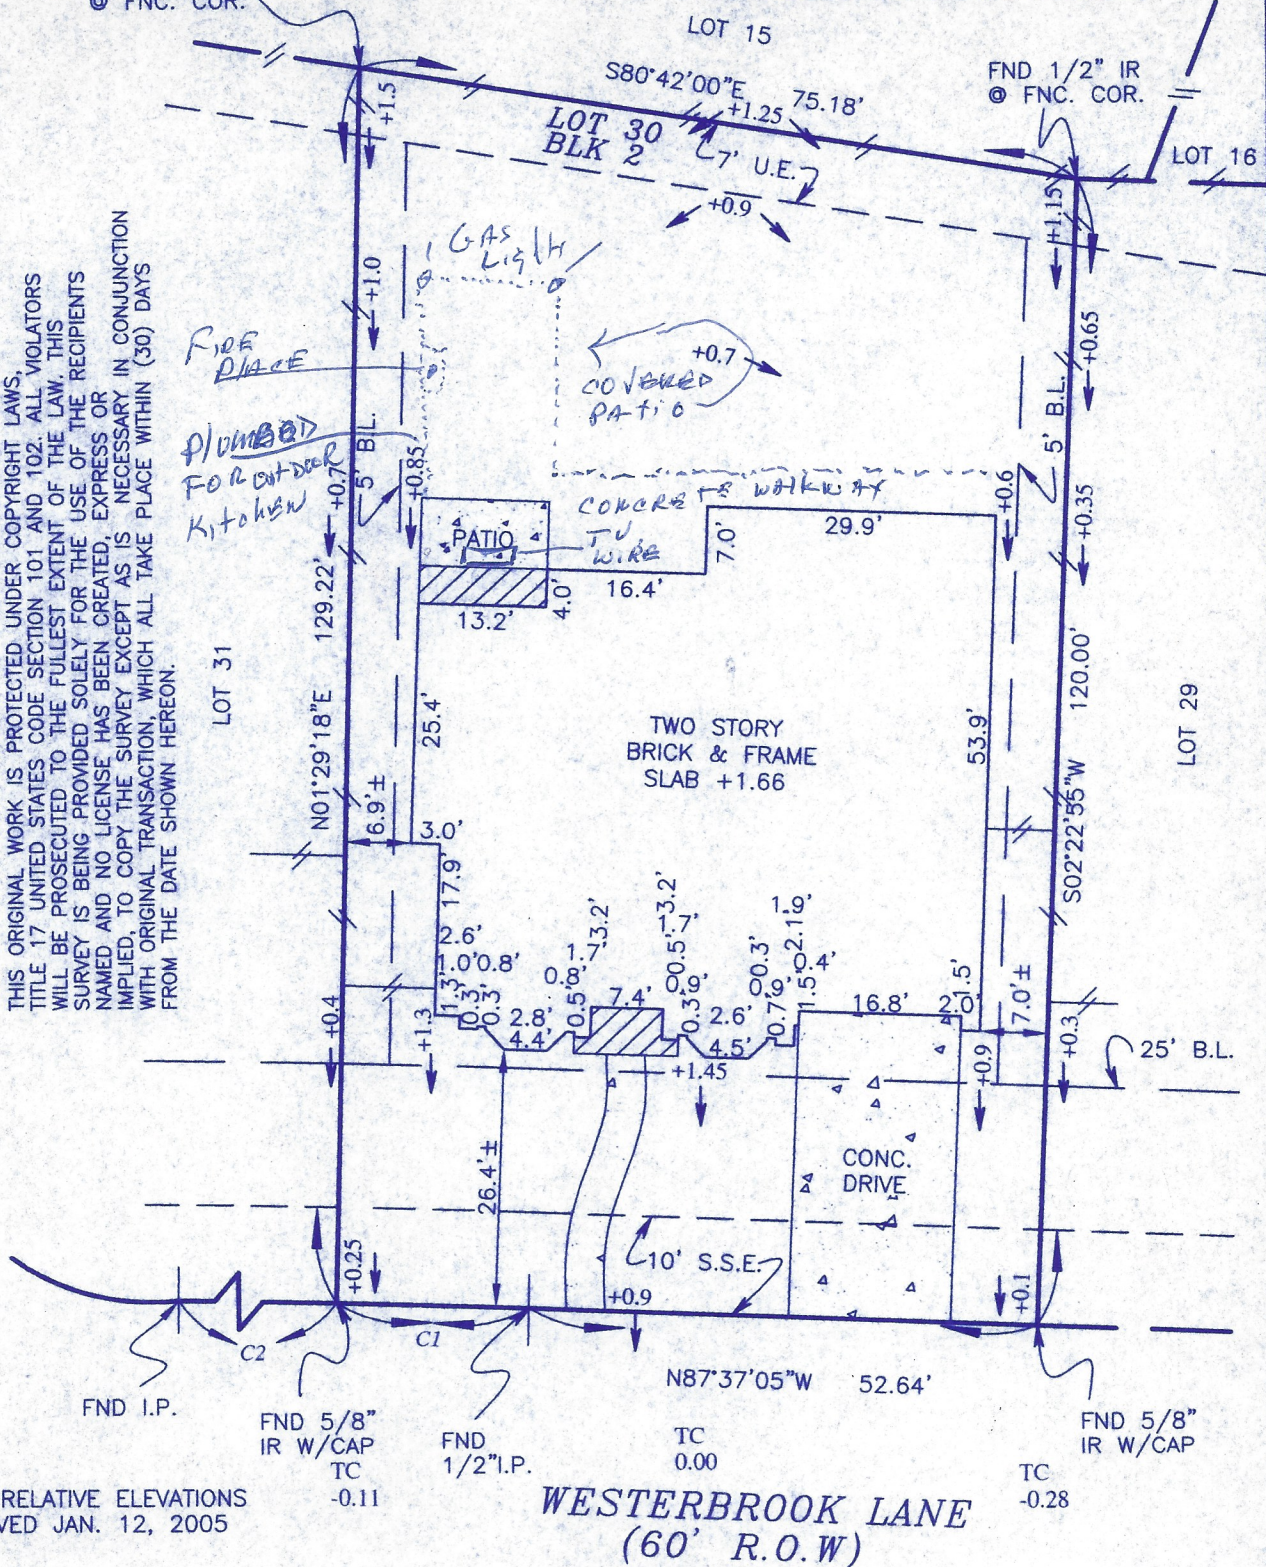 @ FNC. COR.
LOT 15
S80°42'00"E
75.18'
+1.25
FND 1/2" IR
@ FNC. COR.
LOT 16
+1.5
LOT 30
BLK 2
7' U.E.
+0.9
+1.15
GAS
Light
+1.0
+0.65
FIRE
PLACE
+0.7
COVERED
PATIO
5' B.L.
5' B.L.
PLUMBED
FOR OUTDOOR
KITCHEN
+0.7
+0.85
+0.6
+0.35
CONCRETE WALKWAY
TV
WIRE
PATIO
29.9'
7.0'
16.4'
4.0'
13.2'
THIS ORIGINAL WORK IS PROTECTED UNDER COPYRIGHT LAWS,
TITLE 17 UNITED STATES CODE SECTION 101 AND 102. ALL VIOLATORS
WILL BE PROSECUTED TO THE FULLEST EXTENT OF THE LAW. THIS
SURVEY IS BEING PROVIDED SOLELY FOR THE USE OF THE RECIPIENTS
NAMED AND NO LICENSE HAS BEEN CREATED, EXPRESS OR
IMPLIED, TO COPY THE SURVEY EXCEPT AS IS NECESSARY IN CONJUNCTION
WITH ORIGINAL TRANSACTION, WHICH ALL TAKE PLACE WITHIN (30) DAYS
FROM THE DATE SHOWN HEREON.
LOT 31
N01°29'18"E 129.22'
25.4'
TWO STORY
BRICK & FRAME
SLAB +1.66
53.9'
S02°22'55"W 120.00'
LOT 29
6.9'±
3.0'
17.9'
2.6'
1.0'
0.8'
1.3'
0.3'
0.3'
2.8'
4.4'
0.8'
1.7'
3.2'
0.5'
7.4'
3.2'
1.7'
0.5'
0.9'
0.3'
2.6'
4.5'
0.3'
0.9'
0.7'
1.9'
2.1'
0.4'
1.5'
16.8'
2.0'
1.5'
7.0'±
+0.4
+1.3
+1.45
+0.9
+0.3
25' B.L.
26.4'±
CONC.
DRIVE
10' S.S.E.
+0.25
+0.9
+0.1
C2
C1
N87°37'05"W 52.64'
FND I.P.
FND 5/8"
IR W/CAP
TC
-0.11
FND
1/2"I.P.
TC
0.00
FND 5/8"
IR W/CAP
TC
-0.28
RELATIVE ELEVATIONS
VED JAN. 12, 2005
WESTERBROOK LANE
(60' R.O.W)